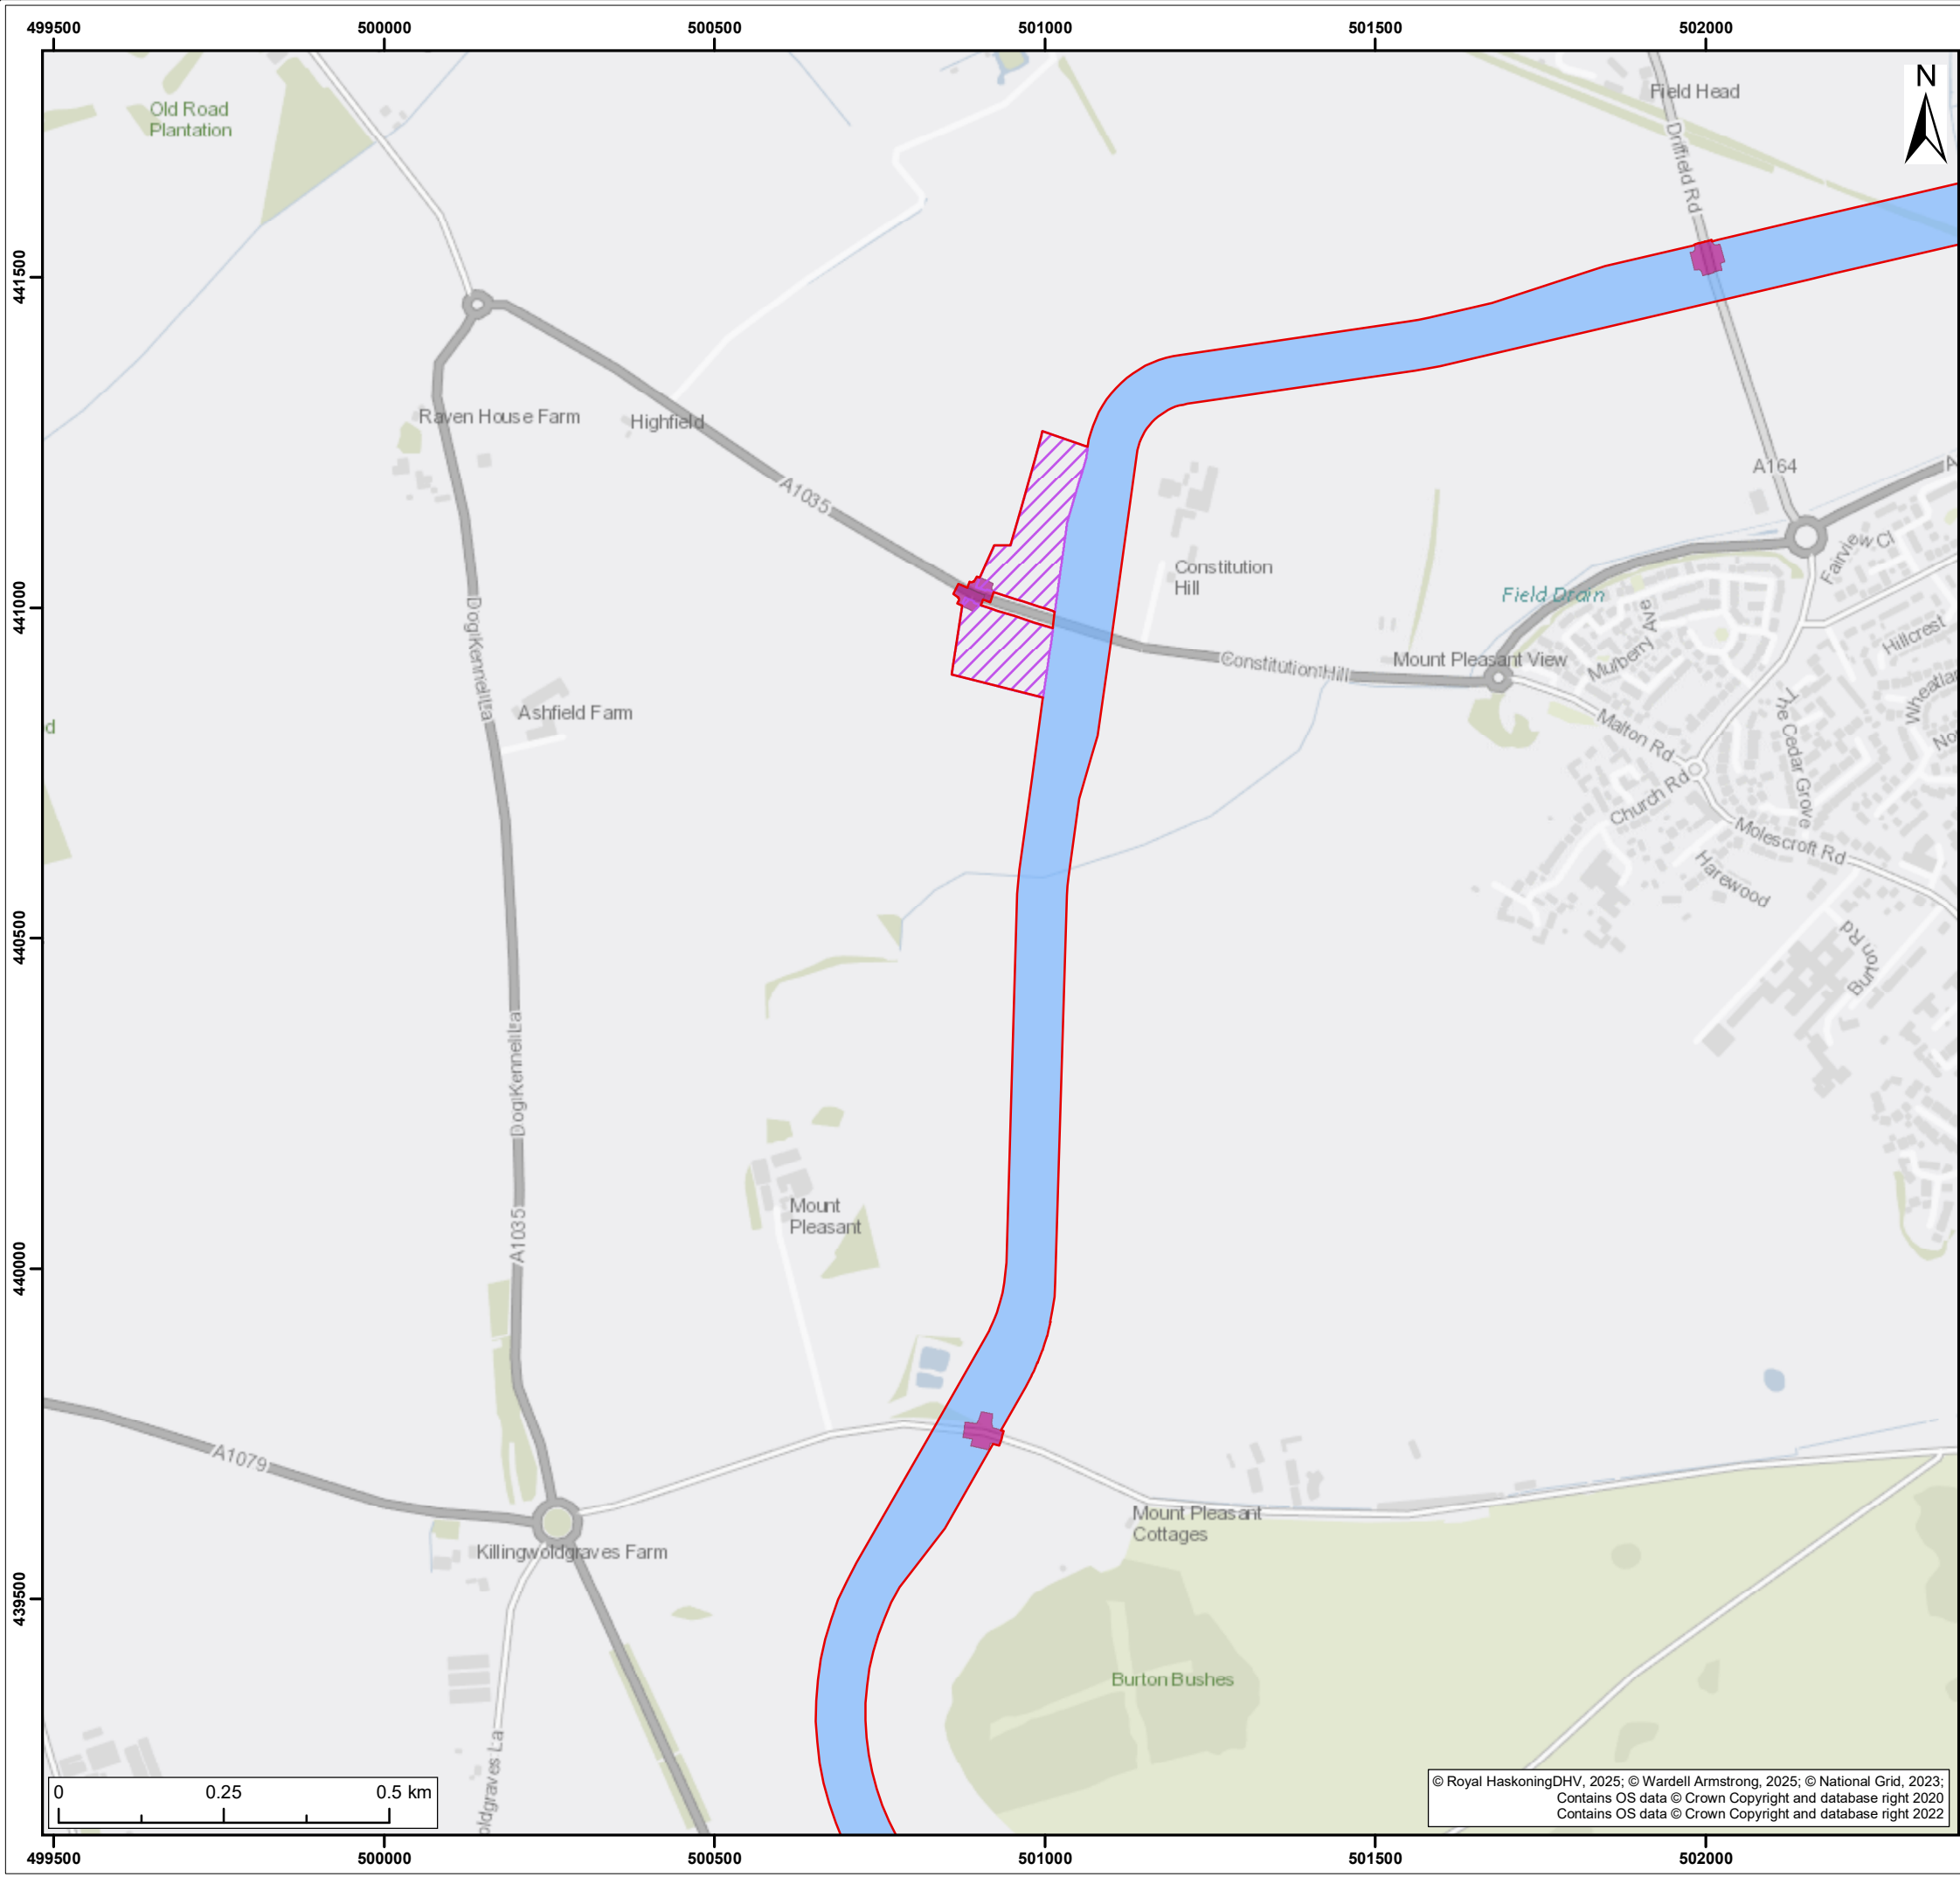 499500
500000
500500
501000
501500
502000
N
Field Head
Old Road
Plantation
Driffield Rd
441500
Raven House Farm
Highfield
A1035
A164
A
Fairview Cl
Constitution
Hill
Field Drain
441000
Ave
Mulberry
Hillcrest
Dog Kennel La
Constitution Hill
Mount Pleasant View
Ashfield Farm
d
Malton Rd
The Cedar Grove
Wheatlan
No
Church Rd
Molescroft Rd
Harewood
440500
Burton Rd
Dog Kennel La
Mount
Pleasant
A1035
440000
A1079
Mount Pleasant
Cottages
Killingwoldgraves Farm
439500
Burton Bushes
oldgraves La
0
0.25
0.5 km
© Royal HaskoningDHV, 2025; © Wardell Armstrong, 2025; © National Grid, 2023;
Contains OS data © Crown Copyright and database right 2020
Contains OS data © Crown Copyright and database right 2022
499500
500000
500500
501000
501500
502000